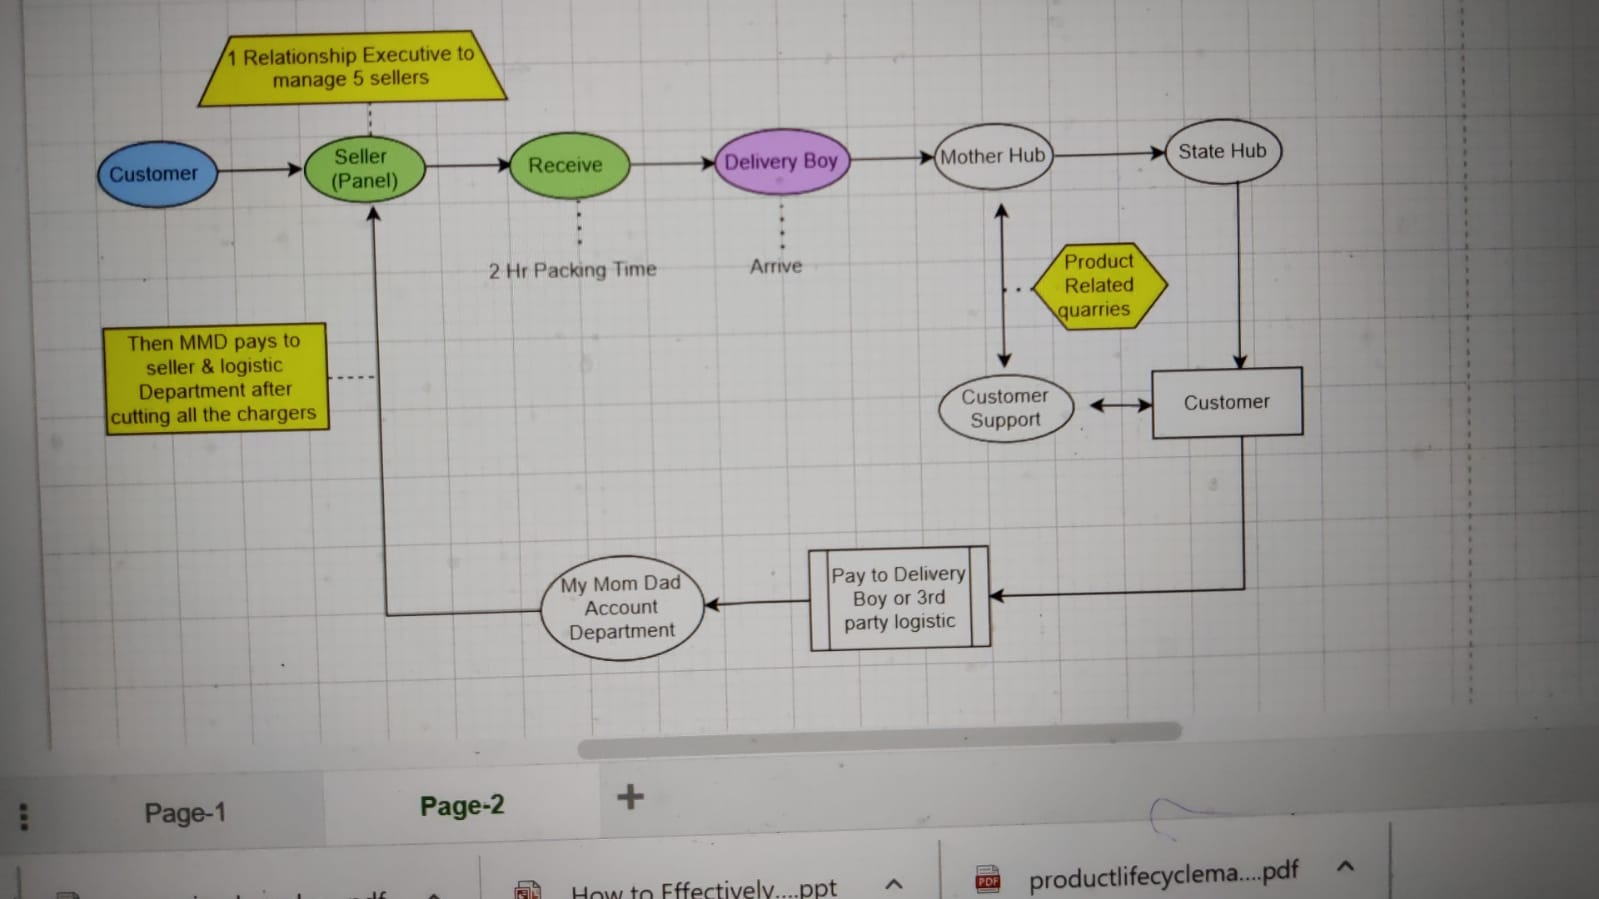 1 Relationship Executive to
manage 5 sellers
Customer
Seller
(Panel)
Receive
Delivery Boy
Mother Hub
State Hub
2 Hr Packing Time
Arrive
Product
Related
quarries
Then MMD pays to
seller & logistic
Department after
cutting all the chargers
Customer
Support
Customer
My Mom Dad
Account
Department
Pay to Delivery
Boy or 3rd
party logistic
Page-1
Page-2
How to Effectively....ppt
PDF
productlifecyclema....pdf